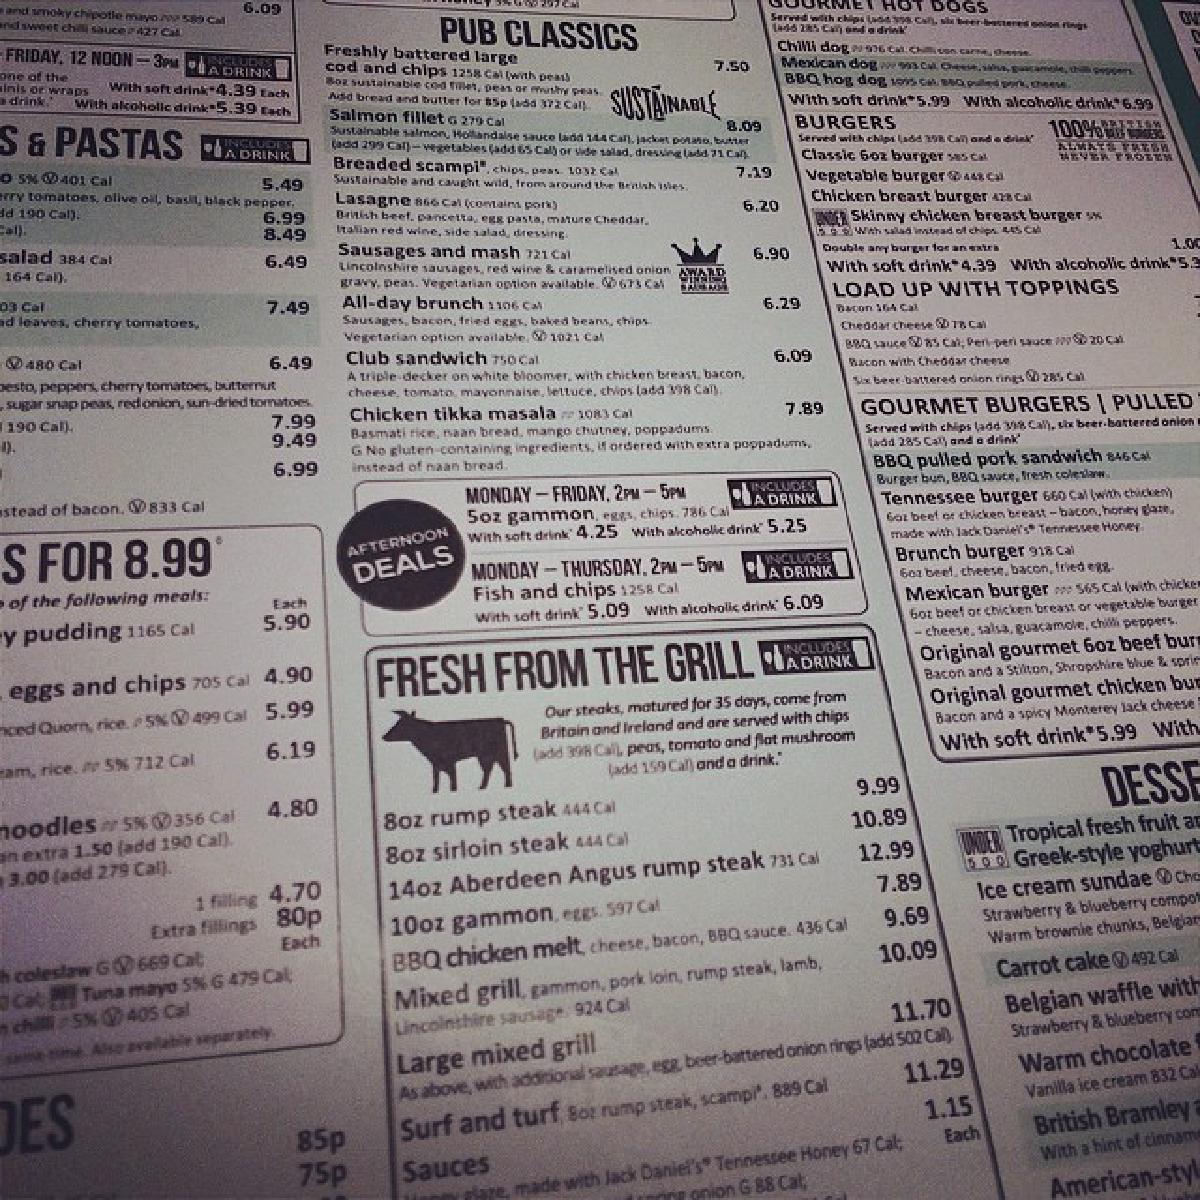 and smoky chipotle mayo 589 Cal 6.09
and sweet chilli sauce 427 Cal.
FRIDAY, 12 NOON – 3PM INCLUDES A DRINK
one of the
inis or wraps With soft drink* 4.39 Each
a drink.* With alcoholic drink* 5.39 Each
S & PASTAS INCLUDES A DRINK
O 5% Ⓥ 401 Cal 5.49
erry tomatoes, olive oil, basil, black pepper.
dd 190 Cal). 6.99
Cal). 8.49
salad 384 Cal 6.49
164 Cal).
03 Cal 7.49
ad leaves, cherry tomatoes,
Ⓥ 480 Cal 6.49
pesto, peppers, cherry tomatoes, butternut
, sugar snap peas, red onion, sun-dried tomatoes.
190 Cal). 7.99
l). 9.49
) 6.99
nstead of bacon. Ⓥ 833 Cal
S FOR 8.99
of the following meals: Each
ey pudding 1165 Cal 5.90
, eggs and chips 705 Cal 4.90
nced Quorn, rice. 5% Ⓥ 499 Cal 5.99
eam, rice. 5% 712 Cal 6.19
noodles 5% Ⓥ 356 Cal 4.80
an extra 1.50 (add 190 Cal).
3.00 (add 279 Cal).
1 filling 4.70
Extra fillings 80p
Each
h coleslaw G Ⓥ 669 Cal;
Cal; Tuna mayo 5% G 479 Cal;
n chilli 5% Ⓥ 405 Cal
same time. Also available separately.
DES
85p
75p
PUB CLASSICS
Freshly battered large
cod and chips 1258 Cal (with peas) 7.50
8oz sustainable cod fillet, peas or mushy peas.
Add bread and butter for 85p (add 372 Cal). SUSTAINABLE
Salmon fillet G 279 Cal 8.09
Sustainable salmon, Hollandaise sauce (add 144 Cal), jacket potato, butter
(add 299 Cal) – vegetables (add 65 Cal) or side salad, dressing (add 71 Cal).
Breaded scampi*, chips, peas. 1032 Cal 7.19
Sustainable and caught wild, from around the British Isles.
Lasagne 866 Cal (contains pork) 6.20
British beef, pancetta, egg pasta, mature Cheddar,
Italian red wine, side salad, dressing.
Sausages and mash 721 Cal 6.90
Lincolnshire sausages, red wine & caramelised onion
gravy, peas. Vegetarian option available. Ⓥ 673 Cal
AWARD WINNING SAUSAGE
All-day brunch 1106 Cal 6.29
Sausages, bacon, fried eggs, baked beans, chips.
Vegetarian option available. Ⓥ 1021 Cal
Club sandwich 750 Cal 6.09
A triple-decker on white bloomer, with chicken breast, bacon,
cheese, tomato, mayonnaise, lettuce, chips (add 398 Cal).
Chicken tikka masala 1083 Cal 7.89
Basmati rice, naan bread, mango chutney, poppadums.
G No gluten-containing ingredients, if ordered with extra poppadums,
instead of naan bread.
AFTERNOON
DEALS
MONDAY – FRIDAY, 2PM – 5PM INCLUDES A DRINK
5oz gammon, eggs, chips. 786 Cal
With soft drink* 4.25 With alcoholic drink* 5.25
MONDAY – THURSDAY, 2PM – 5PM INCLUDES A DRINK
Fish and chips 1258 Cal
With soft drink* 5.09 With alcoholic drink* 6.09
FRESH FROM THE GRILL INCLUDES A DRINK
Our steaks, matured for 35 days, come from
Britain and Ireland and are served with chips
(add 398 Cal), peas, tomato and flat mushroom
(add 159 Cal) and a drink.*
8oz rump steak 444 Cal 9.99
8oz sirloin steak 444 Cal 10.89
14oz Aberdeen Angus rump steak 731 Cal 12.99
10oz gammon, eggs. 597 Cal 7.89
BBQ chicken melt, cheese, bacon, BBQ sauce. 436 Cal 9.69
Mixed grill, gammon, pork loin, rump steak, lamb, 10.09
Lincolnshire sausage. 924 Cal
Large mixed grill 11.70
As above, with additional sausage, egg, beer-battered onion rings (add 502 Cal).
Surf and turf, 8oz rump steak, scampi*. 889 Cal 11.29
Sauces 1.15
Each
glaze, made with Jack Daniel's® Tennessee Honey 67 Cal;
onion G 88 Cal;
GOURMET HOT DOGS
Served with chips (add 398 Cal), six beer-battered onion rings
(add 285 Cal) and a drink*
Chilli dog 976 Cal. Chilli con carne, cheese.
Mexican dog 993 Cal. Cheese, salsa, guacamole, chilli peppers.
BBQ hog dog 1095 Cal. BBQ pulled pork, cheese.
With soft drink* 5.99 With alcoholic drink* 6.99
BURGERS
Served with chips (add 398 Cal) and a drink*
100% BRITISH BEEF BURGERS
ALWAYS FRESH
NEVER FROZEN
Classic 6oz burger 585 Cal
Vegetable burger Ⓥ 448 Cal
Chicken breast burger 428 Cal
UNDER 500 Skinny chicken breast burger 5%
With salad instead of chips. 445 Cal
Double any burger for an extra 1.00
With soft drink* 4.39 With alcoholic drink* 5.3
LOAD UP WITH TOPPINGS
Bacon 164 Cal
Cheddar cheese Ⓥ 78 Cal
BBQ sauce Ⓥ 85 Cal; Peri-peri sauce Ⓥ 20 Cal
Bacon with Cheddar cheese
Six beer-battered onion rings Ⓥ 285 Cal
GOURMET BURGERS | PULLED
Served with chips (add 398 Cal), six beer-battered onion
(add 285 Cal) and a drink*
BBQ pulled pork sandwich 846 Cal
Burger bun, BBQ sauce, fresh coleslaw.
Tennessee burger 660 Cal (with chicken)
6oz beef or chicken breast – bacon, honey glaze,
made with Jack Daniel's® Tennessee Honey.
Brunch burger 918 Cal
6oz beef, cheese, bacon, fried egg.
Mexican burger 565 Cal (with chicken
6oz beef or chicken breast or vegetable burger
– cheese, salsa, guacamole, chilli peppers.
Original gourmet 6oz beef bur
Bacon and a Stilton, Shropshire blue & sprin
Original gourmet chicken bur
Bacon and a spicy Monterey Jack cheese
With soft drink* 5.99 With
DESSE
UNDER 500 Tropical fresh fruit an
Greek-style yoghurt
Ice cream sundae Ⓥ Cho
Strawberry & blueberry compo
Warm brownie chunks, Belgian
Carrot cake Ⓥ 492 Cal
Belgian waffle with
Strawberry & blueberry com
Warm chocolate f
Vanilla ice cream 832 Cal
British Bramley a
With a hint of cinnam
American-styl